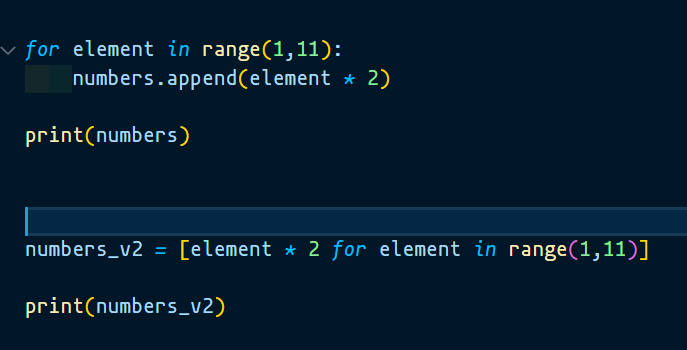 for element in range(1,11):
    numbers.append(element * 2)
print(numbers)
numbers_v2 = [element * 2 for element in range(1,11)]
print(numbers_v2)